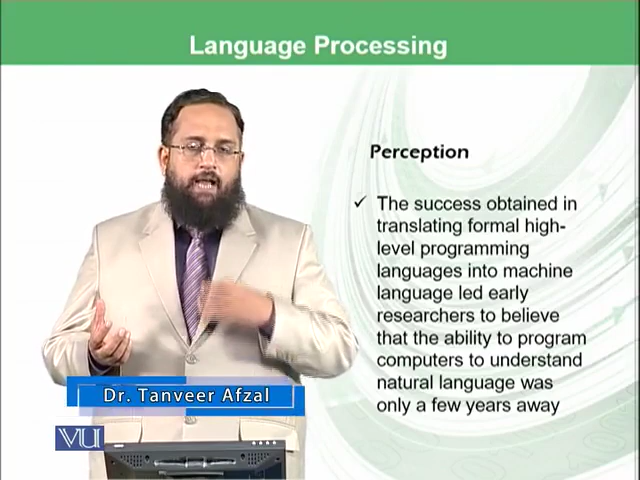 Language Processing
Perception
✓ The success obtained in
translating formal high-
level programming
languages into machine
language led early
researchers to believe
that the ability to program
computers to understand
natural language was
only a few years away
Dr. Tanveer Afzal
VU